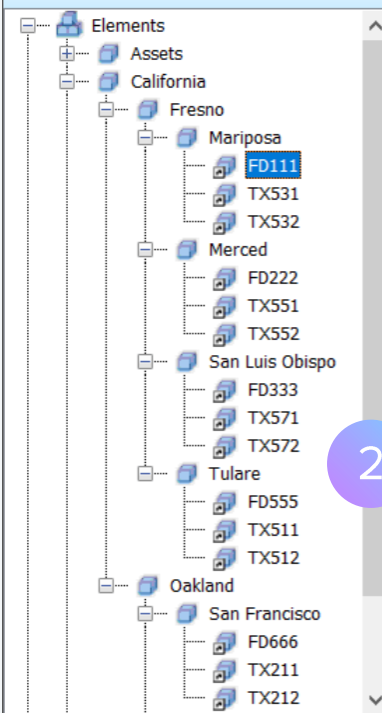 Elements
Assets
California
Fresno
Mariposa
FD111
TX531
TX532
Merced
FD222
TX551
TX552
San Luis Obispo
FD333
TX571
TX572
2
Tulare
FD555
TX511
TX512
Oakland
San Francisco
FD666
TX211
TX212